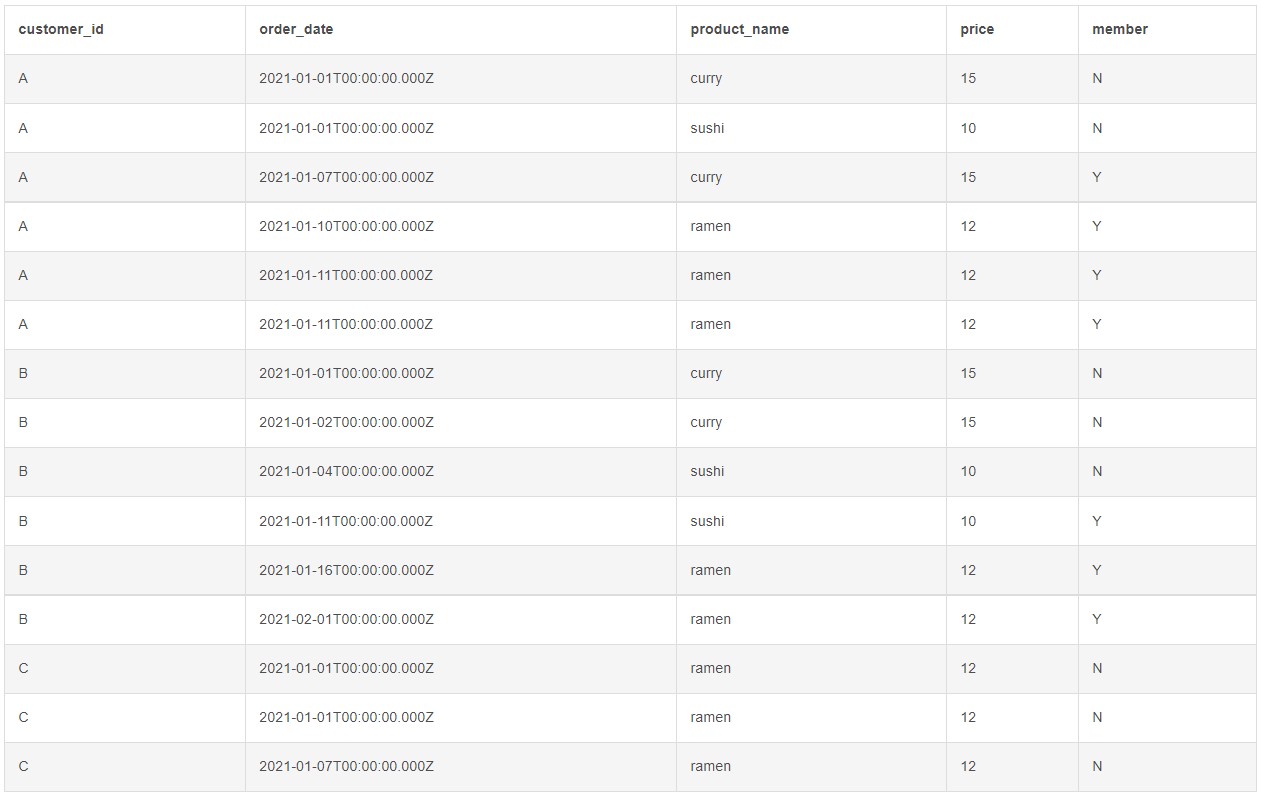 customer_id order_date product_name price member
A 2021-01-01T00:00:00.000Z curry 15 N
A 2021-01-01T00:00:00.000Z sushi 10 N
A 2021-01-07T00:00:00.000Z curry 15 Y
A 2021-01-10T00:00:00.000Z ramen 12 Y
A 2021-01-11T00:00:00.000Z ramen 12 Y
A 2021-01-11T00:00:00.000Z ramen 12 Y
B 2021-01-01T00:00:00.000Z curry 15 N
B 2021-01-02T00:00:00.000Z curry 15 N
B 2021-01-04T00:00:00.000Z sushi 10 N
B 2021-01-11T00:00:00.000Z sushi 10 Y
B 2021-01-16T00:00:00.000Z ramen 12 Y
B 2021-02-01T00:00:00.000Z ramen 12 Y
C 2021-01-01T00:00:00.000Z ramen 12 N
C 2021-01-01T00:00:00.000Z ramen 12 N
C 2021-01-07T00:00:00.000Z ramen 12 N